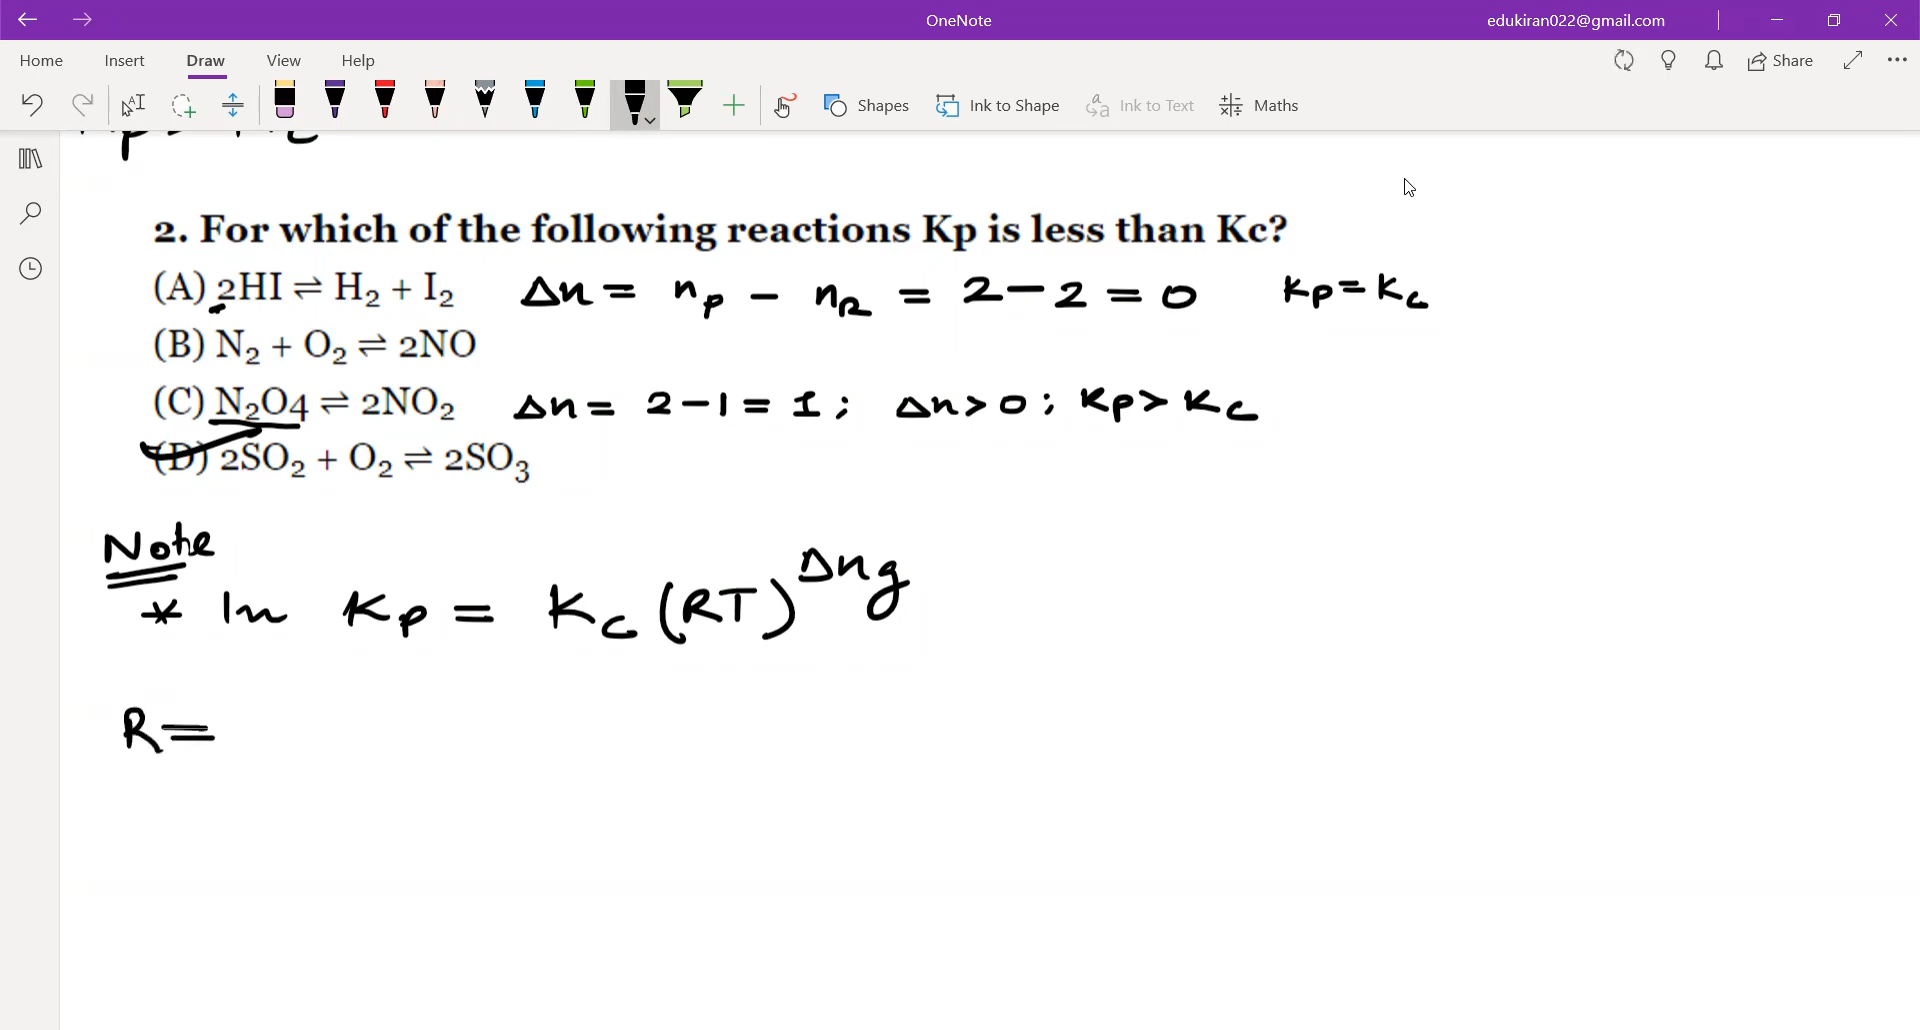 OneNote
edukiran022@gmail.com
Home Insert Draw View Help
Share
Shapes Ink to Shape Ink to Text Maths
2. For which of the following reactions Kp is less than Kc?
(A) 2HI ⇌ H₂ + I₂ Δn = nₚ − n_R = 2 − 2 = 0 Kp = Kc
(B) N₂ + O₂ ⇌ 2NO
(C) N₂O4 ⇌ 2NO₂ Δn = 2 − 1 = 1 ; Δn > 0 ; Kp > Kc
(D) 2SO₂ + O₂ ⇌ 2SO₃
Note
* In Kp = Kc (RT)^Δng
R =